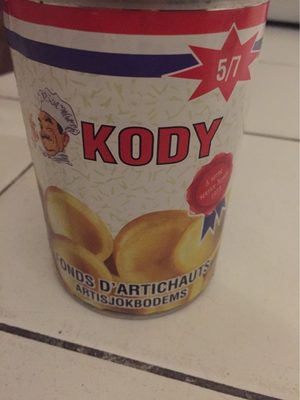 5/7
KODY
ONDS D'ARTICHAUTS
ARTISJOKBODEMS